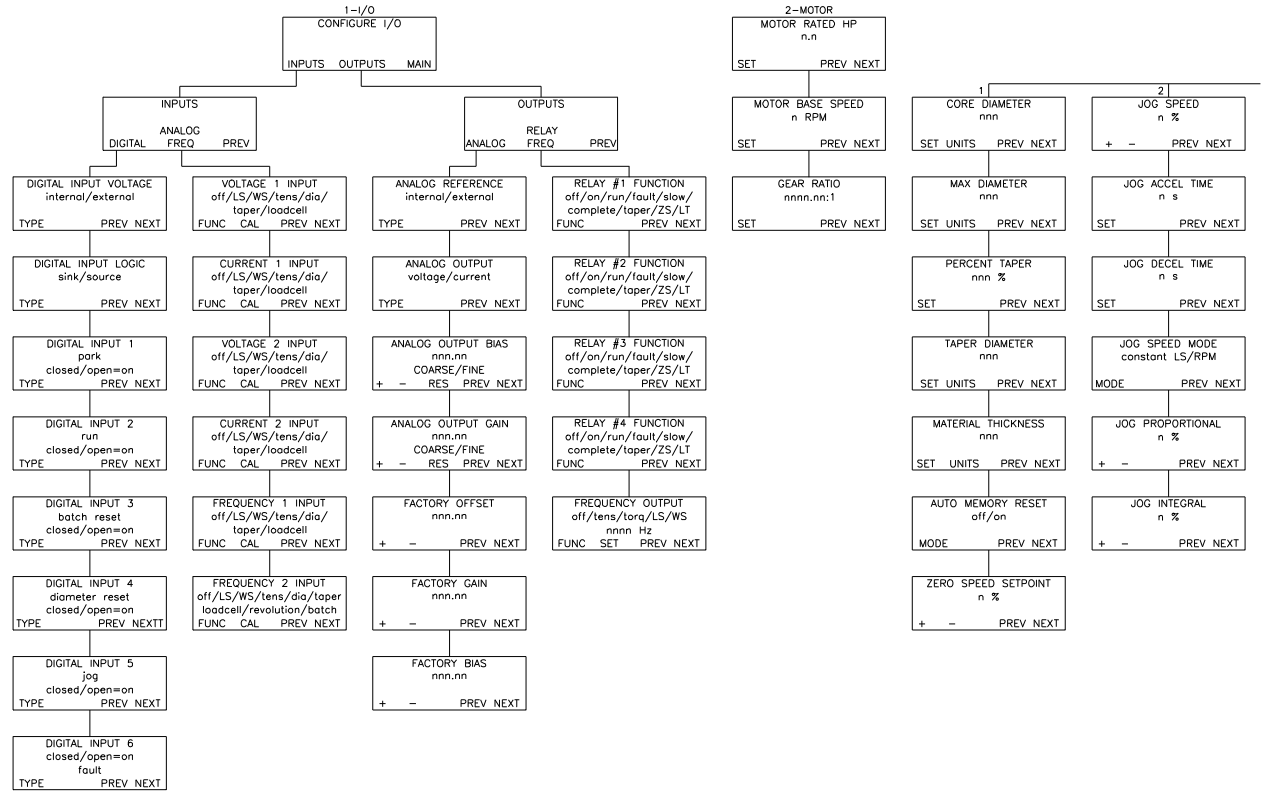 1-I/O
CONFIGURE I/O
INPUTS OUTPUTS MAIN
INPUTS
ANALOG
DIGITAL FREQ PREV
DIGITAL INPUT VOLTAGE
internal/external
TYPE PREV NEXT
DIGITAL INPUT LOGIC
sink/source
TYPE PREV NEXT
DIGITAL INPUT 1
park
closed/open=on
TYPE PREV NEXT
DIGITAL INPUT 2
run
closed/open=on
TYPE PREV NEXT
DIGITAL INPUT 3
batch reset
closed/open=on
TYPE PREV NEXT
DIGITAL INPUT 4
diameter reset
closed/open=on
TYPE PREV NEXTT
DIGITAL INPUT 5
jog
closed/open=on
TYPE PREV NEXT
DIGITAL INPUT 6
closed/open=on
fault
TYPE PREV NEXT
VOLTAGE 1 INPUT
off/LS/WS/tens/dia/
taper/loadcell
FUNC CAL PREV NEXT
CURRENT 1 INPUT
off/LS/WS/tens/dia/
taper/loadcell
FUNC CAL PREV NEXT
VOLTAGE 2 INPUT
off/LS/WS/tens/dia/
taper/loadcell
FUNC CAL PREV NEXT
CURRENT 2 INPUT
off/LS/WS/tens/dia/
taper/loadcell
FUNC CAL PREV NEXT
FREQUENCY 1 INPUT
off/LS/WS/tens/dia/
taper/loadcell
FUNC CAL PREV NEXT
FREQUENCY 2 INPUT
off/LS/WS/tens/dia/taper
loadcell/revolution/batch
FUNC CAL PREV NEXT
OUTPUTS
RELAY
ANALOG FREQ PREV
ANALOG REFERENCE
internal/external
TYPE PREV NEXT
ANALOG OUTPUT
voltage/current
TYPE PREV NEXT
ANALOG OUTPUT BIAS
nnn.nn
COARSE/FINE
+ − RES PREV NEXT
ANALOG OUTPUT GAIN
nnn.nn
COARSE/FINE
+ − RES PREV NEXT
FACTORY OFFSET
nnn.nn
+ − PREV NEXT
FACTORY GAIN
nnn.nn
+ − PREV NEXT
FACTORY BIAS
nnn.nn
+ − PREV NEXT
RELAY #1 FUNCTION
off/on/run/fault/slow/
complete/taper/ZS/LT
FUNC PREV NEXT
RELAY #2 FUNCTION
off/on/run/fault/slow/
complete/taper/ZS/LT
FUNC PREV NEXT
RELAY #3 FUNCTION
off/on/run/fault/slow/
complete/taper/ZS/LT
FUNC PREV NEXT
RELAY #4 FUNCTION
off/on/run/fault/slow/
complete/taper/ZS/LT
FUNC PREV NEXT
FREQUENCY OUTPUT
off/tens/torq/LS/WS
nnnn Hz
FUNC SET PREV NEXT
2-MOTOR
MOTOR RATED HP
n.n
SET PREV NEXT
MOTOR BASE SPEED
n RPM
SET PREV NEXT
GEAR RATIO
nnnn.nn:1
SET PREV NEXT
1
CORE DIAMETER
nnn
SET UNITS PREV NEXT
MAX DIAMETER
nnn
SET UNITS PREV NEXT
PERCENT TAPER
nnn %
SET PREV NEXT
TAPER DIAMETER
nnn
SET UNITS PREV NEXT
MATERIAL THICKNESS
nnn
SET UNITS PREV NEXT
AUTO MEMORY RESET
off/on
MODE PREV NEXT
ZERO SPEED SETPOINT
n %
+ − PREV NEXT
2
JOG SPEED
n %
+ − PREV NEXT
JOG ACCEL TIME
n s
SET PREV NEXT
JOG DECEL TIME
n s
SET PREV NEXT
JOG SPEED MODE
constant LS/RPM
MODE PREV NEXT
JOG PROPORTIONAL
n %
+ − PREV NEXT
JOG INTEGRAL
n %
+ − PREV NEXT